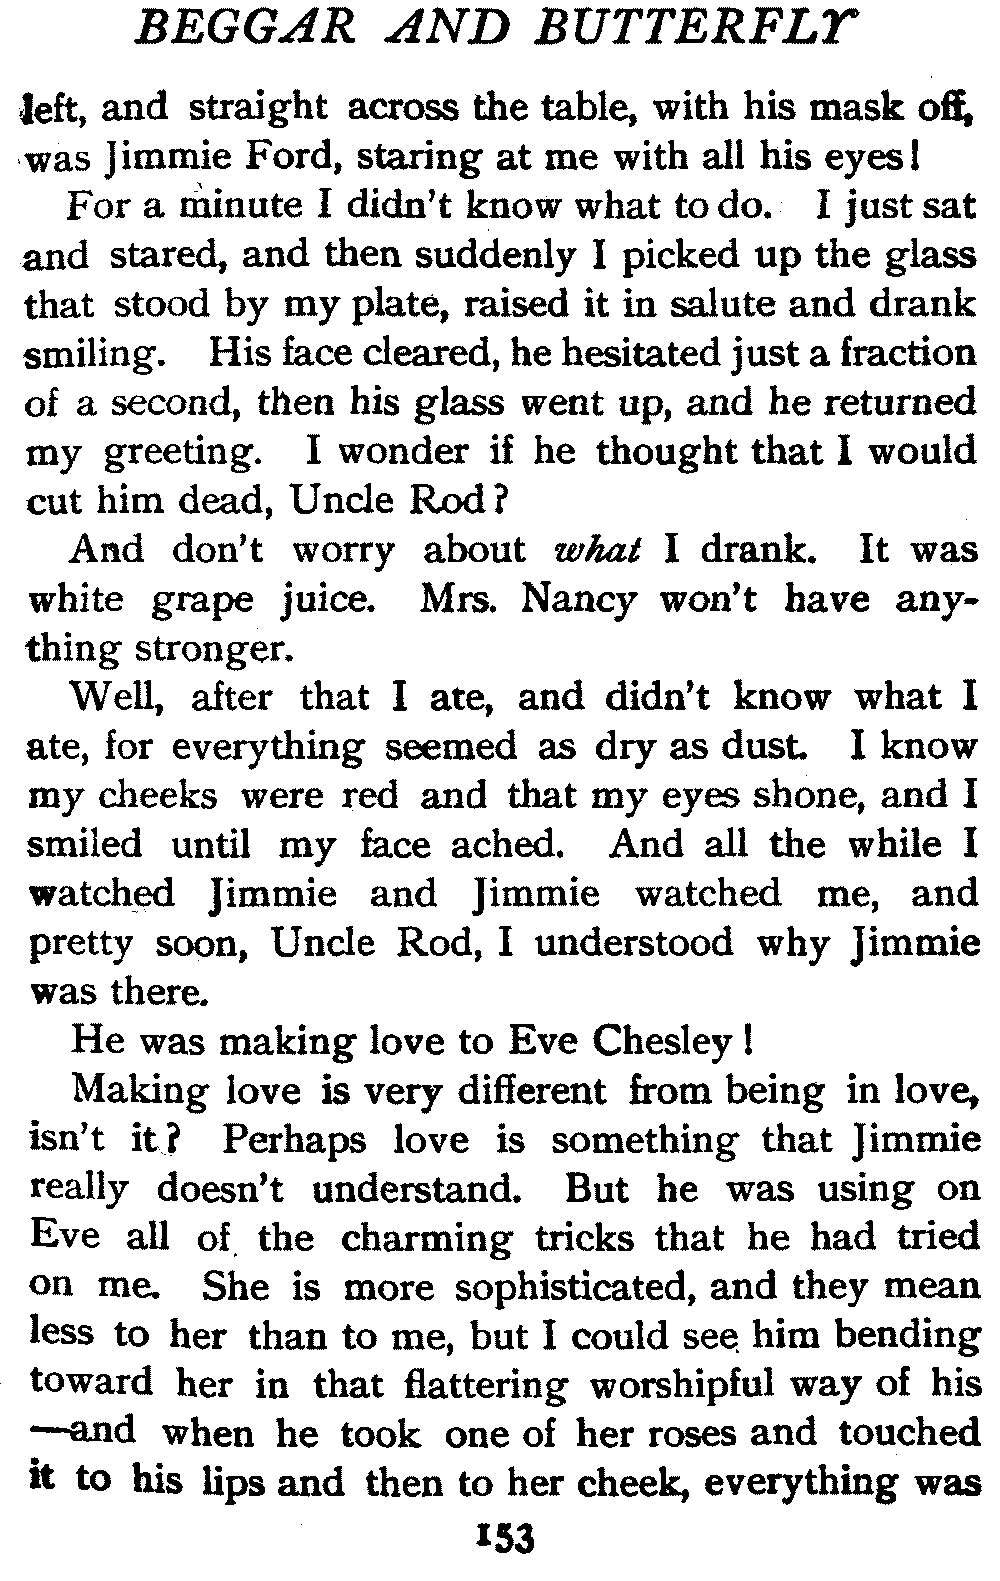 BEGGAR AND BUTTERFLY
left, and straight across the table, with his mask off,
was Jimmie Ford, staring at me with all his eyes!
For a minute I didn't know what to do. I just sat
and stared, and then suddenly I picked up the glass
that stood by my plate, raised it in salute and drank
smiling. His face cleared, he hesitated just a fraction
of a second, then his glass went up, and he returned
my greeting. I wonder if he thought that I would
cut him dead, Uncle Rod?
And don't worry about what I drank. It was
white grape juice. Mrs. Nancy won't have any-
thing stronger.
Well, after that I ate, and didn't know what I
ate, for everything seemed as dry as dust. I know
my cheeks were red and that my eyes shone, and I
smiled until my face ached. And all the while I
watched Jimmie and Jimmie watched me, and
pretty soon, Uncle Rod, I understood why Jimmie
was there.
He was making love to Eve Chesley!
Making love is very different from being in love,
isn't it? Perhaps love is something that Jimmie
really doesn't understand. But he was using on
Eve all of the charming tricks that he had tried
on me. She is more sophisticated, and they mean
less to her than to me, but I could see him bending
toward her in that flattering worshipful way of his
—and when he took one of her roses and touched
it to his lips and then to her cheek, everything was
153